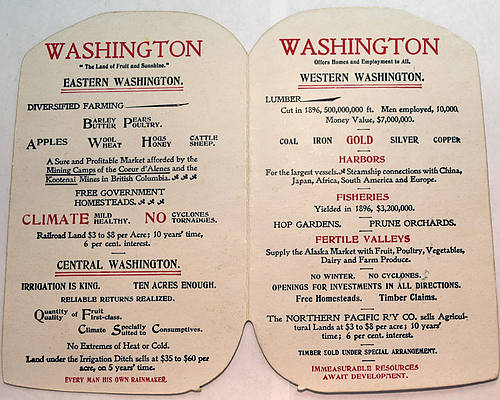 WASHINGTON
"The Land of Fruit and Sunshine."
EASTERN WASHINGTON.
DIVERSIFIED FARMING
BARLEY PEARS
BUTTER POULTRY.
APPLES WOOL HOGS CATTLE
WHEAT HONEY SHEEP.
A Sure and Profitable Market afforded by the
Mining Camps of the Coeur d'Alenes and the
Kootenai Mines in British Columbia.
FREE GOVERNMENT
HOMESTEADS.
CLIMATE MILD NO CYCLONES
HEALTHY. TORNADOES.
Railroad Land $3 to $8 per Acre; 10 years' time,
6 per cent. interest.
CENTRAL WASHINGTON.
IRRIGATION IS KING. TEN ACRES ENOUGH.
RELIABLE RETURNS REALIZED.
Quantity of Fruit
Quality First-class.
Climate Specially Suited to Consumptives.
No Extremes of Heat or Cold.
Land under the Irrigation Ditch sells at $35 to $60 per
acre, on 5 years' time.
EVERY MAN HIS OWN RAINMAKER.
WASHINGTON
Offers Homes and Employment to All.
WESTERN WASHINGTON.
LUMBER
Cut in 1896, 500,000,000 ft. Men employed, 10,000.
Money Value, $7,000,000.
COAL IRON GOLD SILVER COPPER
HARBORS
For the largest vessels. Steamship connections with China,
Japan, Africa, South America and Europe.
FISHERIES
Yielded in 1896, $3,200,000.
HOP GARDENS. PRUNE ORCHARDS.
FERTILE VALLEYS
Supply the Alaska Market with Fruit, Poultry, Vegetables,
Dairy and Farm Produce.
NO WINTER. NO CYCLONES.
OPENINGS FOR INVESTMENTS IN ALL DIRECTIONS.
Free Homesteads. Timber Claims.
The NORTHERN PACIFIC R'Y CO. sells Agricul-
tural Lands at $3 to $8 per acre; 10 years'
time; 6 per cent. interest.
TIMBER SOLD UNDER SPECIAL ARRANGEMENT.
IMMEASURABLE RESOURCES
AWAIT DEVELOPMENT.